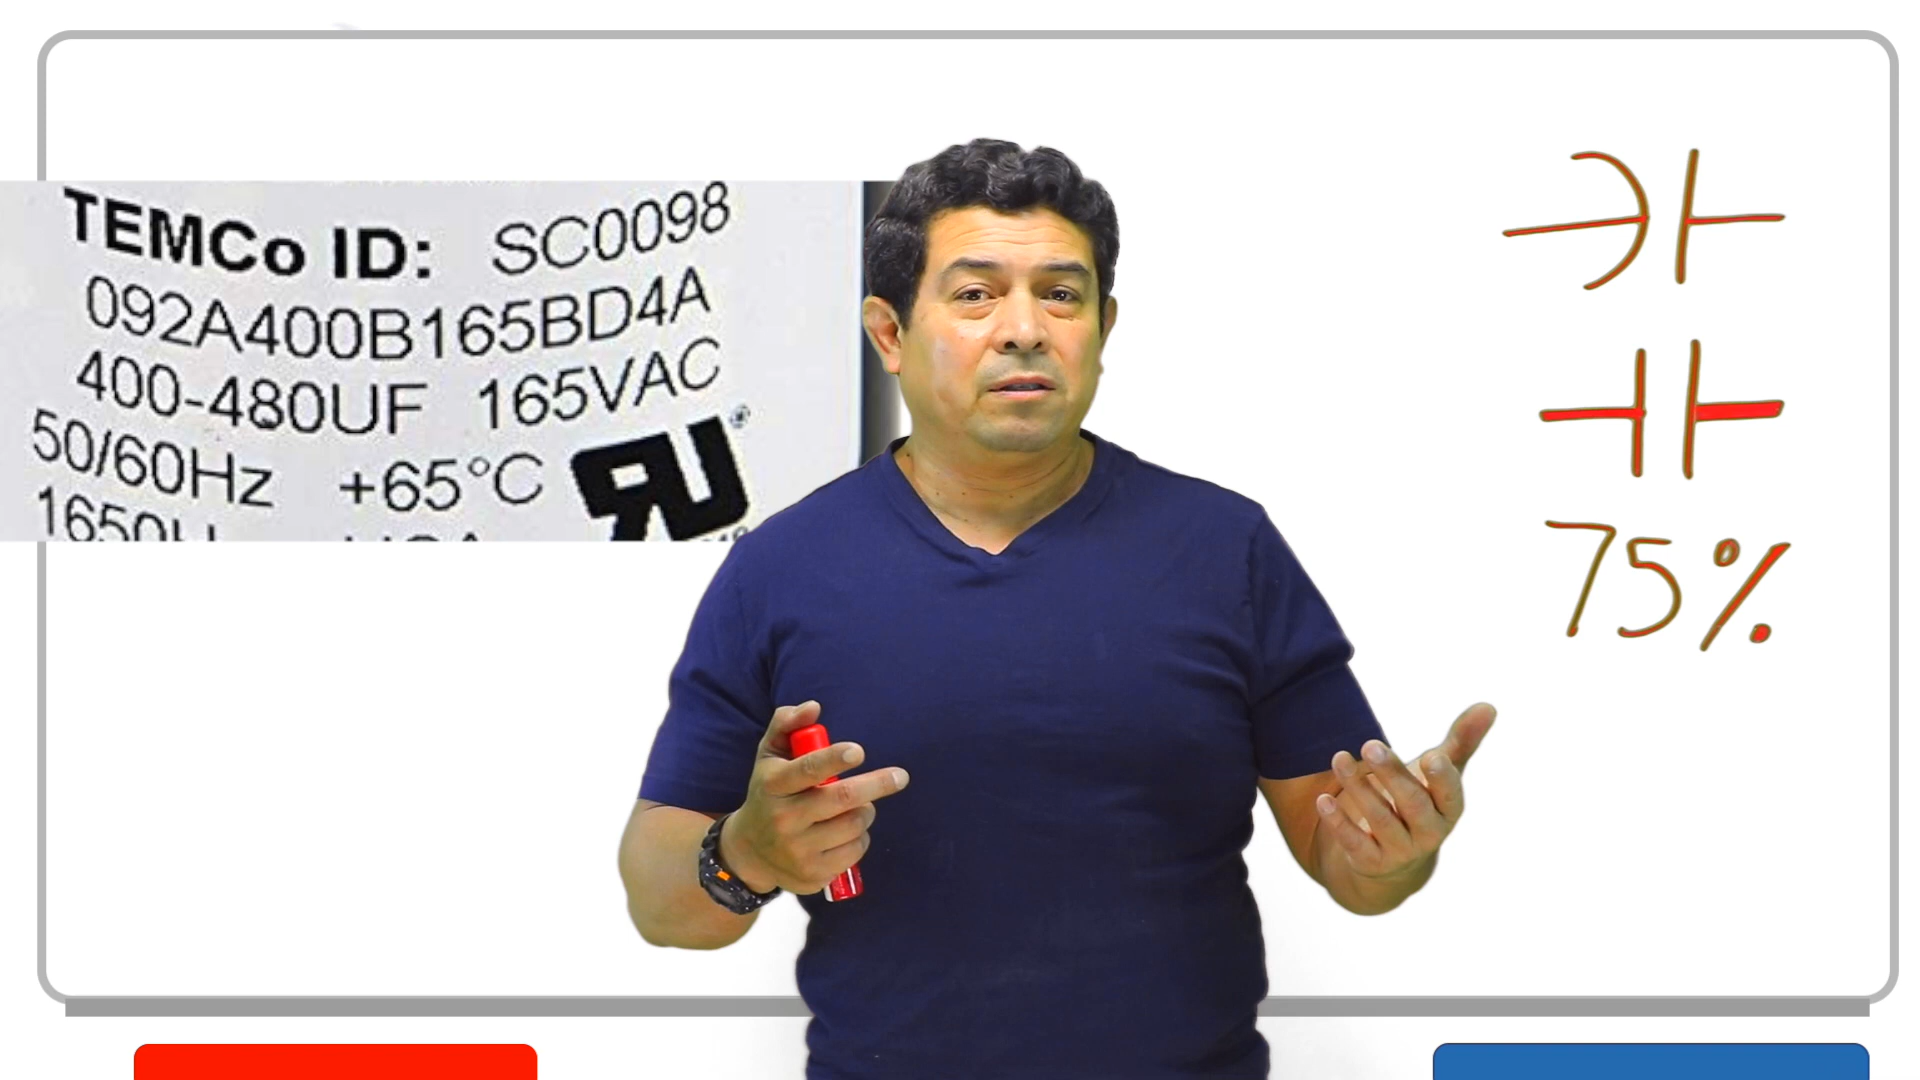 TEMCo ID: SC0098
092A400B165BD4A
400-480UF 165VAC
50/60Hz +65°C
75%